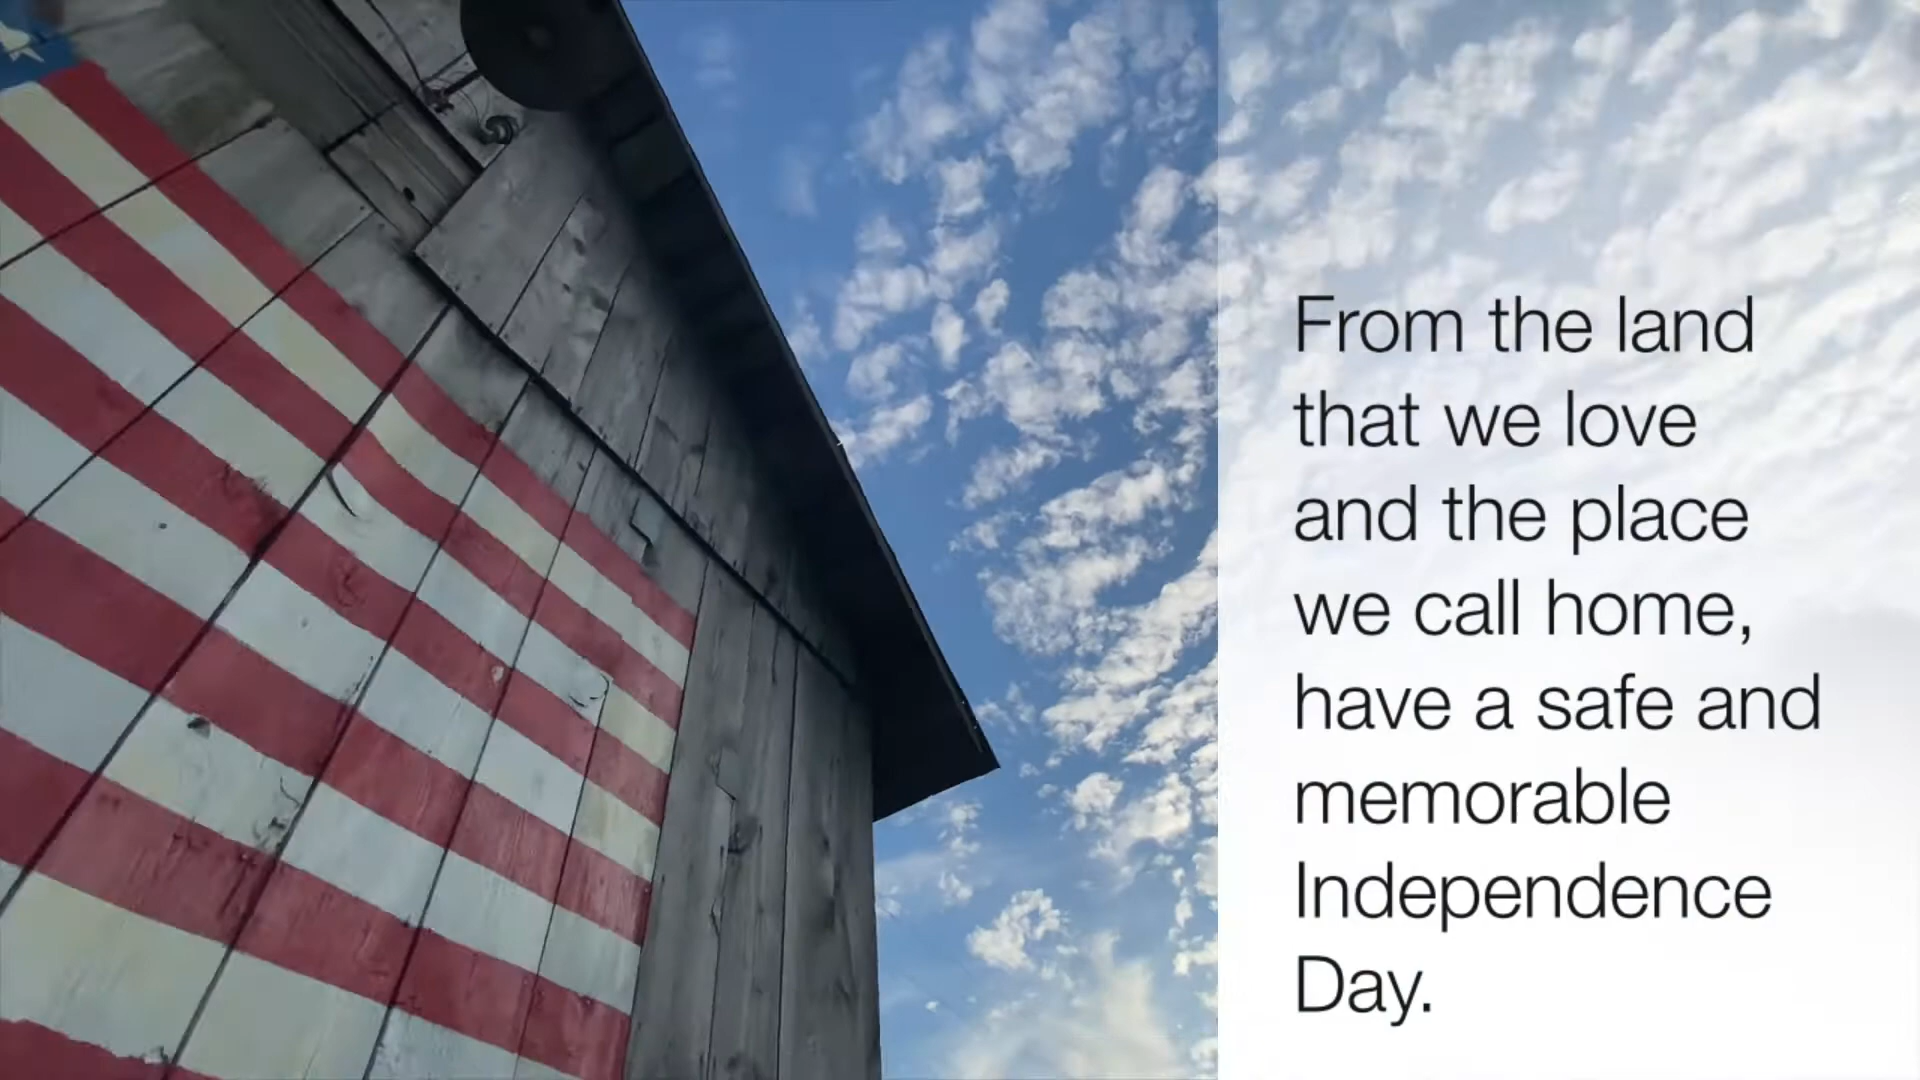 From the land
that we love
and the place
we call home,
have a safe and
memorable
Independence
Day.